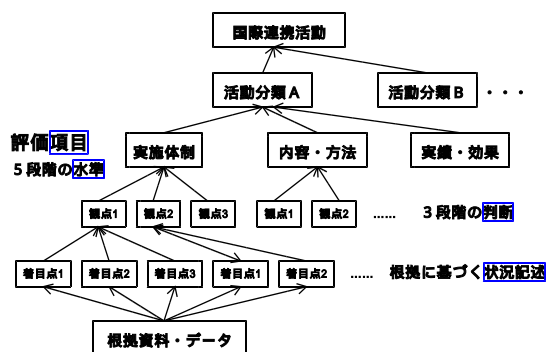 国際連携活動
活動分類A
活動分類B ・・・
評価項目
5段階の水準
実施体制
内容・方法
実績・効果
観点1
観点2
観点3
観点1
観点2
……
3段階の判断
着目点1
着目点2
着目点3
着目点1
着目点2
……
根拠に基づく状況記述
根拠資料・データ